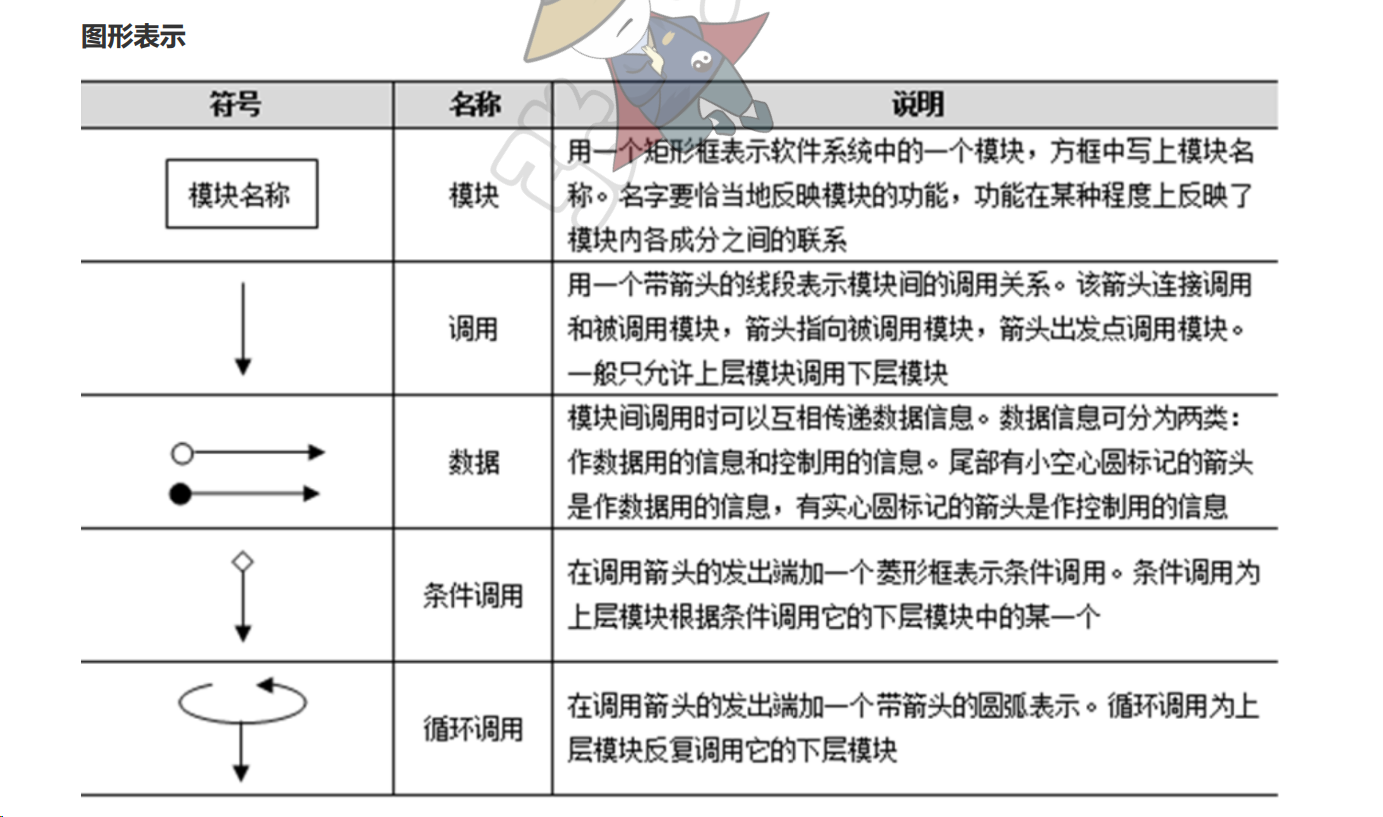 图形表示
符号 名称 说明
模块名称 模块 用一个矩形框表示软件系统中的一个模块，方框中写上模块名
称。名字要恰当地反映模块的功能，功能在某种程度上反映了
模块内各成分之间的联系
调用 用一个带箭头的线段表示模块间的调用关系。该箭头连接调用
和被调用模块，箭头指向被调用模块，箭头出发点调用模块。
一般只允许上层模块调用下层模块
数据 模块间调用时可以互相传递数据信息。数据信息可分为两类：
作数据用的信息和控制用的信息。尾部有小空心圆标记的箭头
是作数据用的信息，有实心圆标记的箭头是作控制用的信息
条件调用 在调用箭头的发出端加一个菱形框表示条件调用。条件调用为
上层模块根据条件调用它的下层模块中的某一个
循环调用 在调用箭头的发出端加一个带箭头的圆弧表示。循环调用为上
层模块反复调用它的下层模块